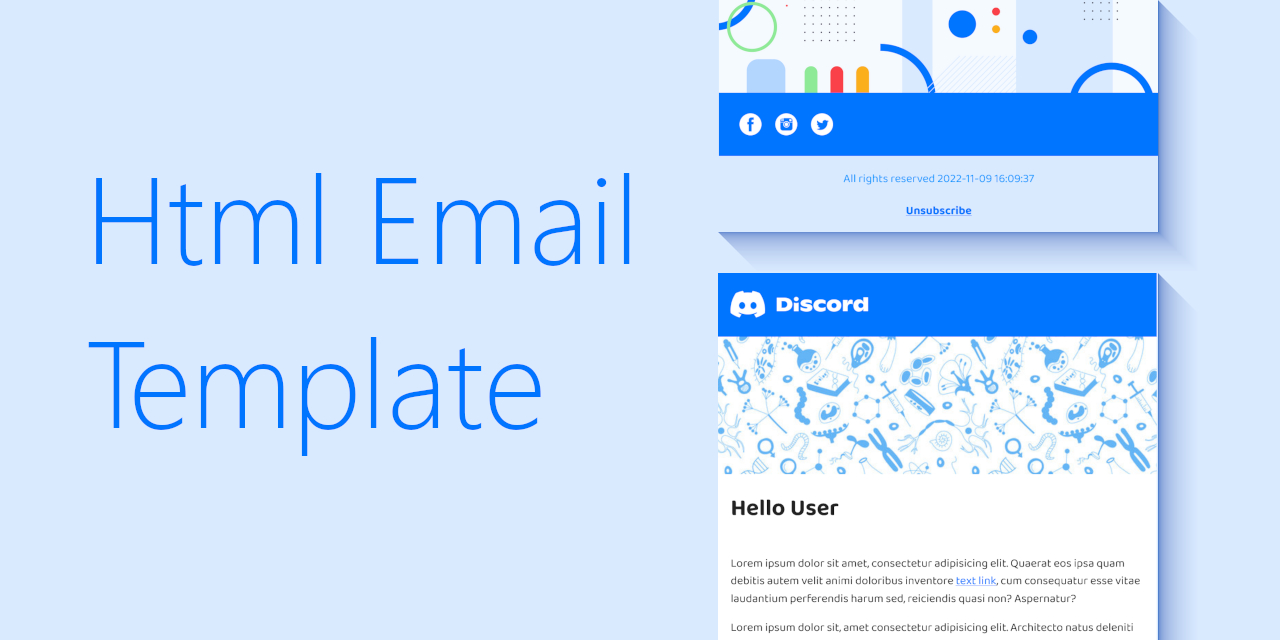 Html Email
Template
All rights reserved 2022-11-09 16:09:37
Unsubscribe
Discord
Hello User
Lorem ipsum dolor sit amet, consectetur adipisicing elit. Quaerat eos ipsa quam
debitis autem velit animi doloribus inventore text link, cum consequatur esse vitae
laudantium perferendis harum sed, reiciendis quasi non? Aspernatur?
Lorem ipsum dolor sit, amet consectetur adipisicing elit. Architecto natus deleniti